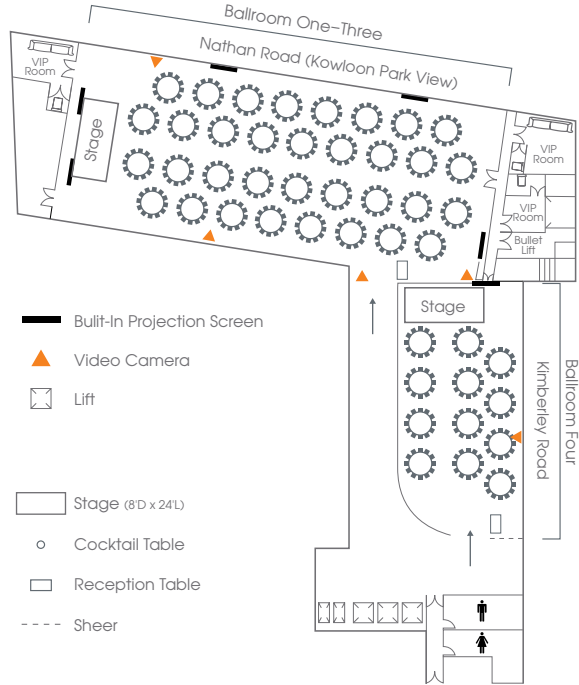 Ballroom One-Three
Nathan Road (Kowloon Park View)
VIP
Room
Stage
VIP
Room
VIP
Room
Bullet
Lift
Stage
Ballroom Four
Kimberley Road
Bulit-In Projection Screen
Video Camera
Lift
Stage (8'D x 24'L)
Cocktail Table
Reception Table
Sheer